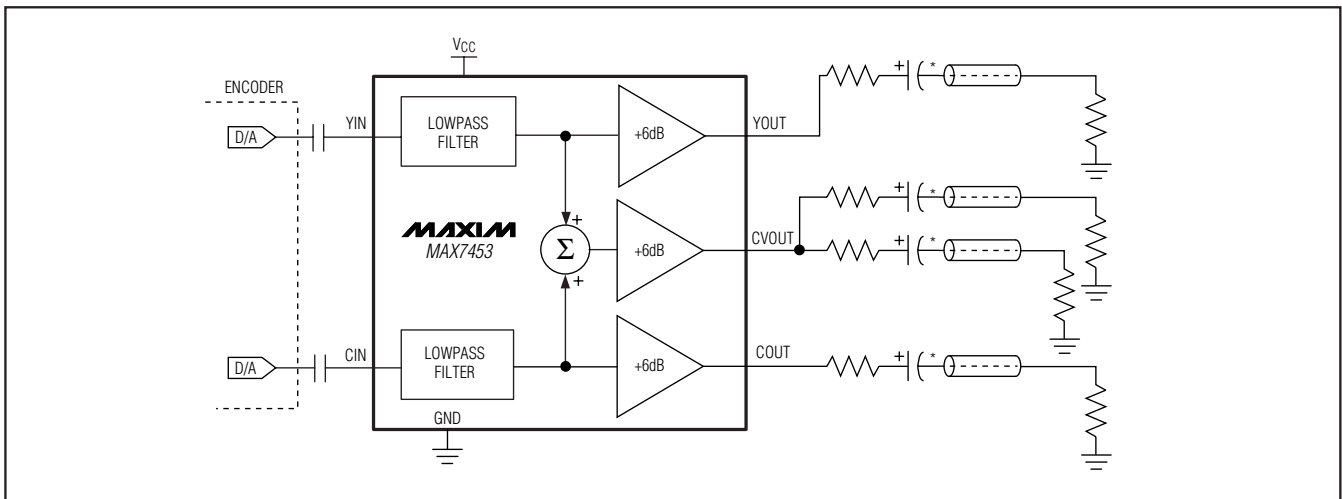 VCC
ENCODER
D/A
YIN
LOWPASS
FILTER
+6dB
YOUT
+
*
MAXIM
MAX7453
+
Σ
+
+6dB
CVOUT
+
*
+
*
D/A
CIN
LOWPASS
FILTER
+6dB
COUT
+
*
GND